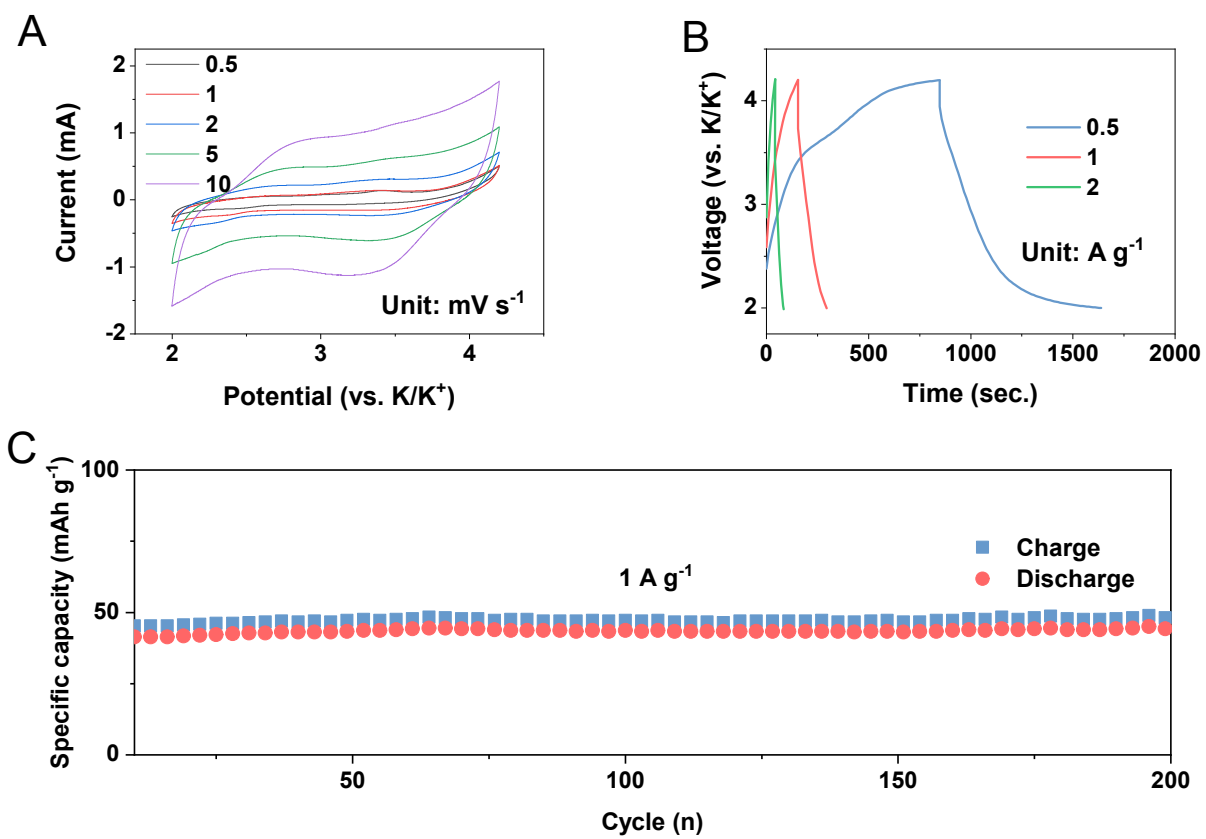 A
Current (mA)
2
1
0
-1
-2
0.5
1
2
5
10
Unit: mV s⁻¹
2
3
4
Potential (vs. K/K⁺)
B
Voltage (vs. K/K⁺)
4
3
2
0.5
1
2
Unit: A g⁻¹
0
500
1000
1500
2000
Time (sec.)
C
Specific capacity (mAh g⁻¹)
100
50
0
1 A g⁻¹
Charge
Discharge
50
100
150
200
Cycle (n)